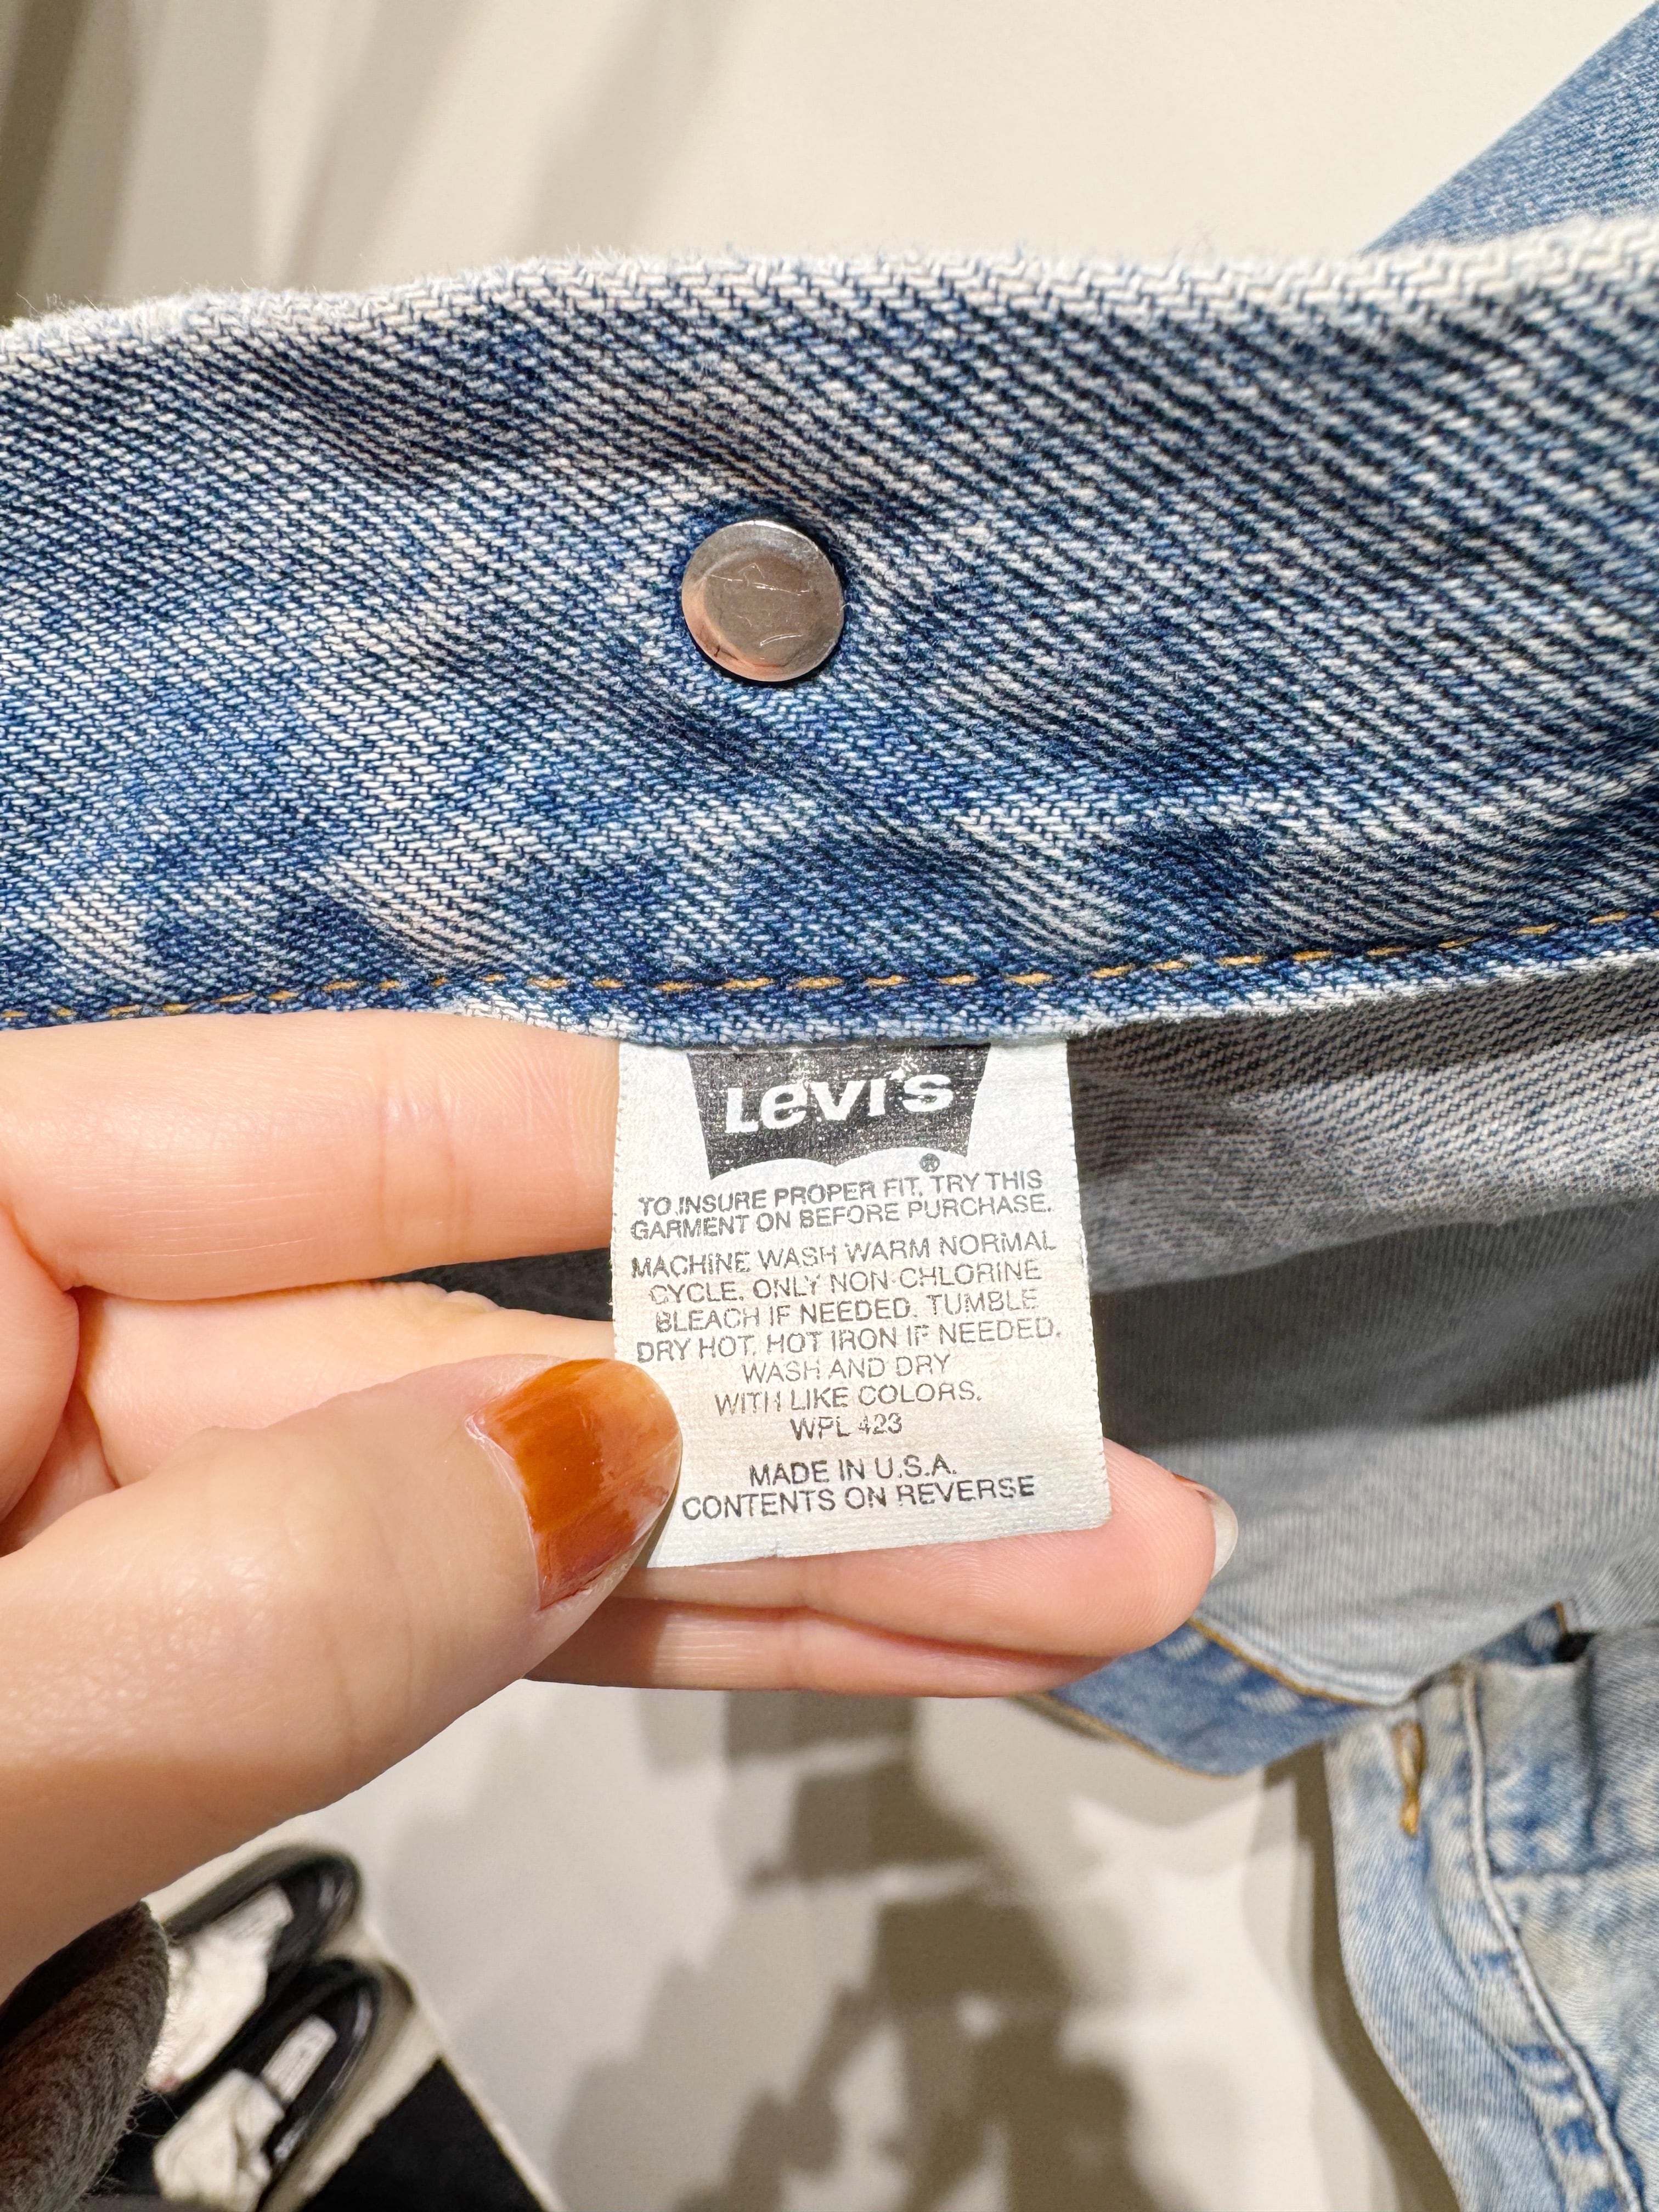 LEVI'S
®
TO INSURE PROPER FIT, TRY THIS
GARMENT ON BEFORE PURCHASE.
MACHINE WASH WARM NORMAL
CYCLE. ONLY NON-CHLORINE
BLEACH IF NEEDED. TUMBLE
DRY HOT. HOT IRON IF NEEDED.
WASH AND DRY
WITH LIKE COLORS.
WPL 423
MADE IN U.S.A.
CONTENTS ON REVERSE